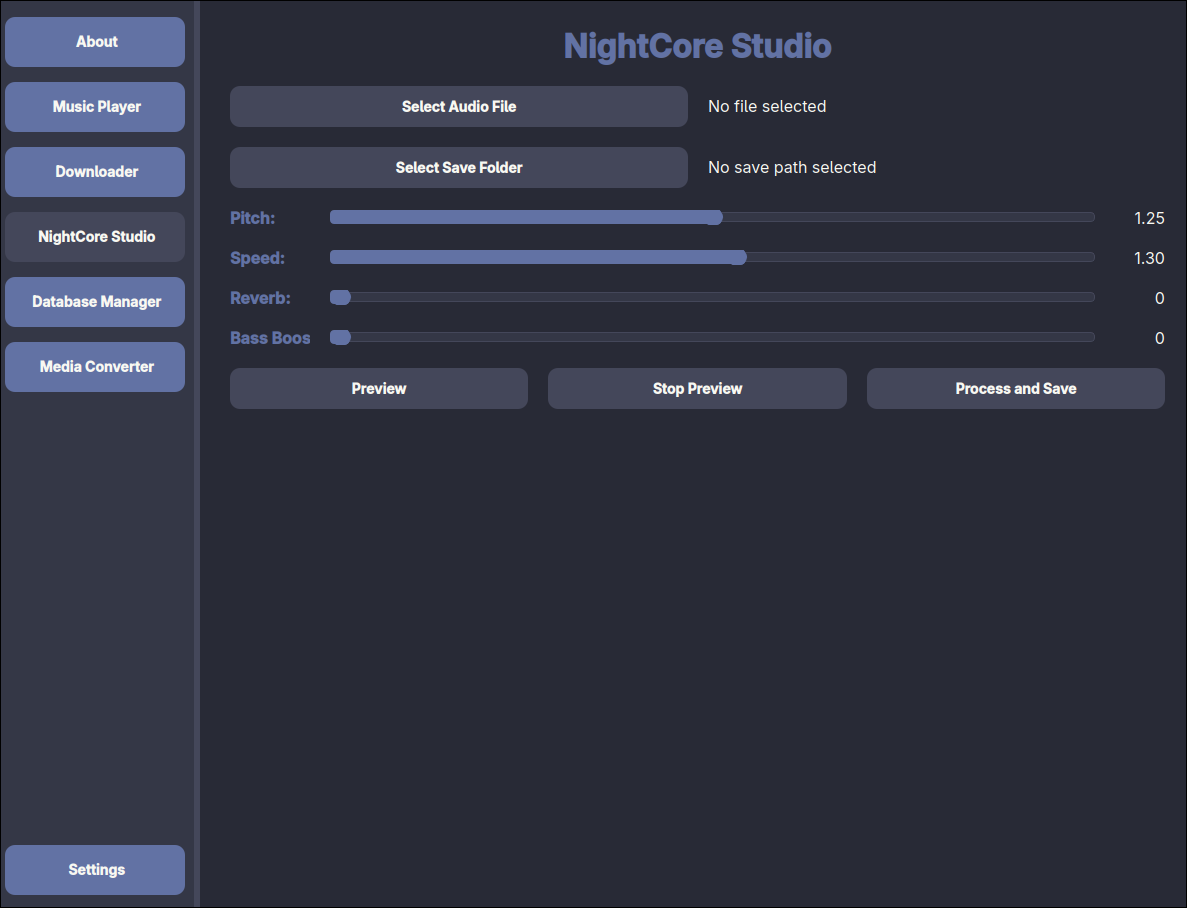 About
Music Player
Downloader
NightCore Studio
Database Manager
Media Converter
Settings
NightCore Studio
Select Audio File
No file selected
Select Save Folder
No save path selected
Pitch: 1.25
Speed: 1.30
Reverb: 0
Bass Boos 0
Preview
Stop Preview
Process and Save